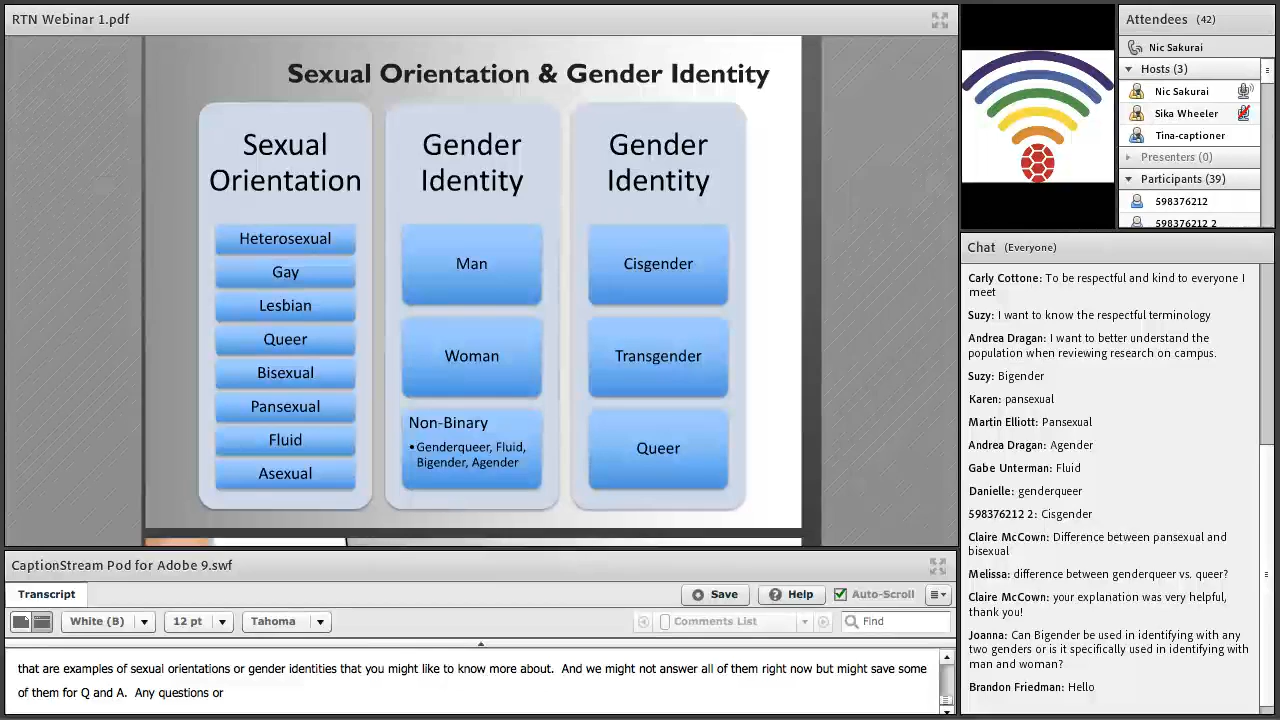 RTN Webinar 1.pdf
Sexual Orientation & Gender Identity
Sexual
Orientation
Heterosexual
Gay
Lesbian
Queer
Bisexual
Pansexual
Fluid
Asexual
Gender
Identity
Man
Woman
Non-Binary
•Genderqueer, Fluid,
Bigender, Agender
Gender
Identity
Cisgender
Transgender
Queer
CaptionStream Pod for Adobe 9.swf
Transcript
Save
Help
Auto-Scroll
White (B)
12 pt
Tahoma
Comments List
Find
that are examples of sexual orientations or gender identities that you might like to know more about.  And we might not answer all of them right now but might save some
of them for Q and A.  Any questions or
Attendees (42)
Nic Sakurai
Hosts (3)
Nic Sakurai
Sika Wheeler
Tina-captioner
Presenters (0)
Participants (39)
598376212
598376212 2
Chat (Everyone)
Carly Cottone: To be respectful and kind to everyone I
meet
Suzy: I want to know the respectful terminology
Andrea Dragan: I want to better understand the
population when reviewing research on campus.
Suzy: Bigender
Karen: pansexual
Martin Elliott: Pansexual
Andrea Dragan: Agender
Gabe Unterman: Fluid
Danielle: genderqueer
598376212 2: Cisgender
Claire McCown: Difference between pansexual and
bisexual
Melissa: difference between genderqueer vs. queer?
Claire McCown: your explanation was very helpful,
thank you!
Joanna: Can Bigender be used in identifying with any
two genders or is it specifically used in identifying with
man and woman?
Brandon Friedman: Hello